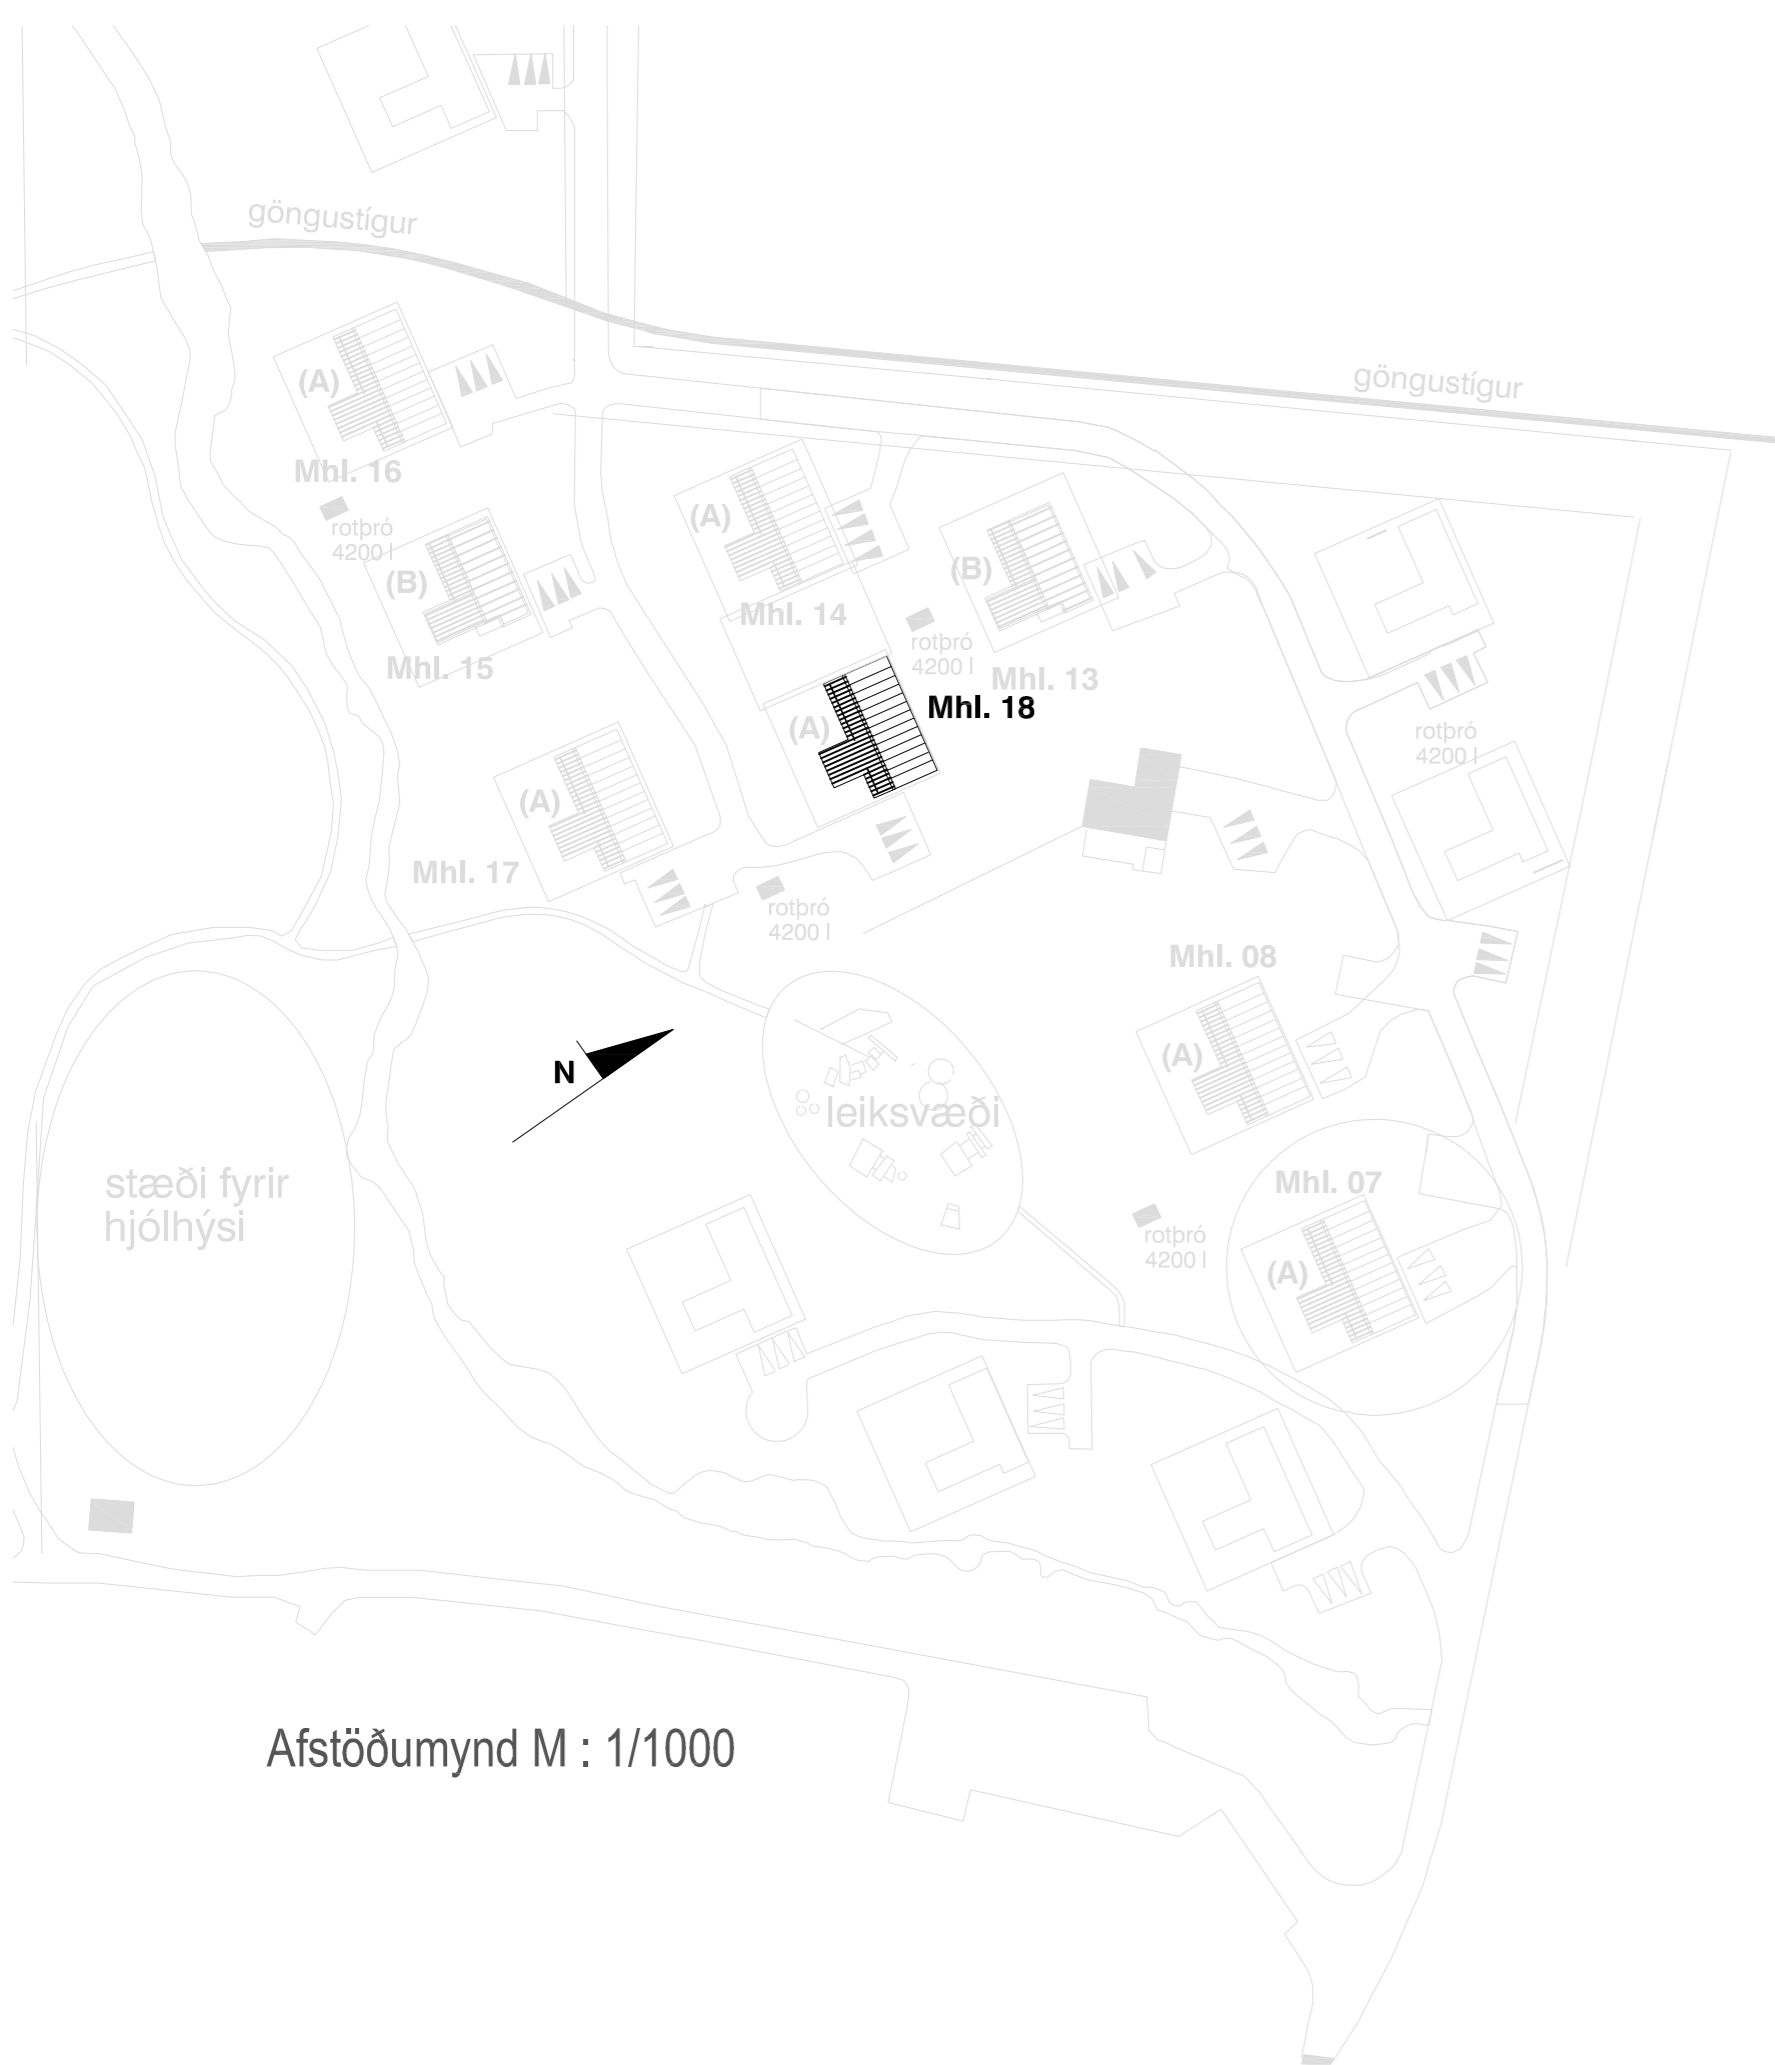 göngustígur
göngustígur
(A)
Mhl. 16
rotþró
4200 l
(B)
Mhl. 15
(A)
Mhl. 14
(B)
Mhl. 13
rotþró
4200 l
(A)
Mhl. 18
rotþró
4200 l
(A)
Mhl. 17
rotþró
4200 l
Mhl. 08
(A)
N
leiksvæði
stæði fyrir
hjólhýsi
Mhl. 07
(A)
rotþró
4200 l
Afstöðumynd M : 1/1000